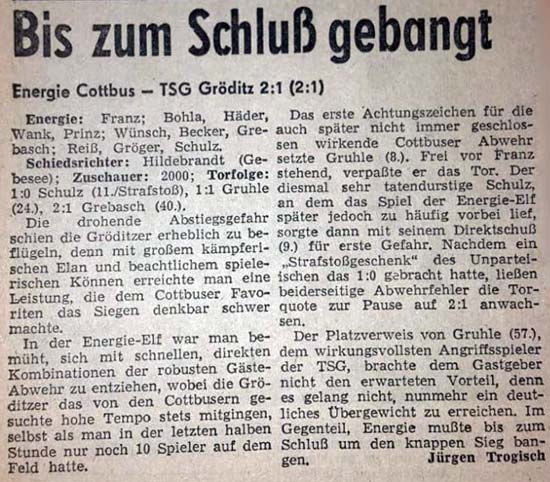 Bis zum Schluß gebangt
Energie Cottbus — TSG Gröditz 2:1 (2:1)
Energie: Franz; Bohla, Häder,
Wank, Prinz; Wünsch, Becker, Gre-
basch; Reiß, Gröger, Schulz.
Schiedsrichter: Hildebrandt (Ge-
besee); Zuschauer: 2000; Torfolge:
1:0 Schulz (11./Strafstoß), 1:1 Gruhle
(24.), 2:1 Grebasch (40.).
Die drohende Abstiegsgefahr
schien die Gröditzer erheblich zu be-
flügeln, denn mit großem kämpferi-
schen Elan und beachtlichem spiele-
rischen Können erreichte man eine
Leistung, die dem Cottbuser Favo-
riten das Siegen denkbar schwer
machte.
In der Energie-Elf war man be-
müht, sich mit schnellen, direkten
Kombinationen der robusten Gäste-
Abwehr zu entziehen, wobei die Grö-
ditzer das von den Cottbusern ge-
suchte hohe Tempo stets mitgingen,
selbst als man in der letzten halben
Stunde nur noch 10 Spieler auf dem
Feld hatte.
Das erste Achtungszeichen für die
auch später nicht immer geschlos-
sen wirkende Cottbuser Abwehr
setzte Gruhle (8.). Frei vor Franz
stehend, verpaßte er das Tor. Der
diesmal sehr tatendurstige Schulz,
an dem das Spiel der Energie-Elf
später jedoch zu häufig vorbei lief,
sorgte dann mit seinem Direktschuß
(9.) für erste Gefahr. Nachdem ein
„Strafstoßgeschenk" des Unpartei-
ischen das 1:0 gebracht hatte, ließen
beiderseitige Abwehrfehler die Tor-
quote zur Pause auf 2:1 anwach-
sen.
Der Platzverweis von Gruhle (57.),
dem wirkungsvollsten Angriffsspieler
der TSG, brachte dem Gastgeber
nicht den erwarteten Vorteil, denn
es gelang nicht, nunmehr ein deut-
liches Übergewicht zu erreichen. Im
Gegenteil, Energie mußte bis zum
Schluß um den knappen Sieg ban-
gen. Jürgen Trogisch